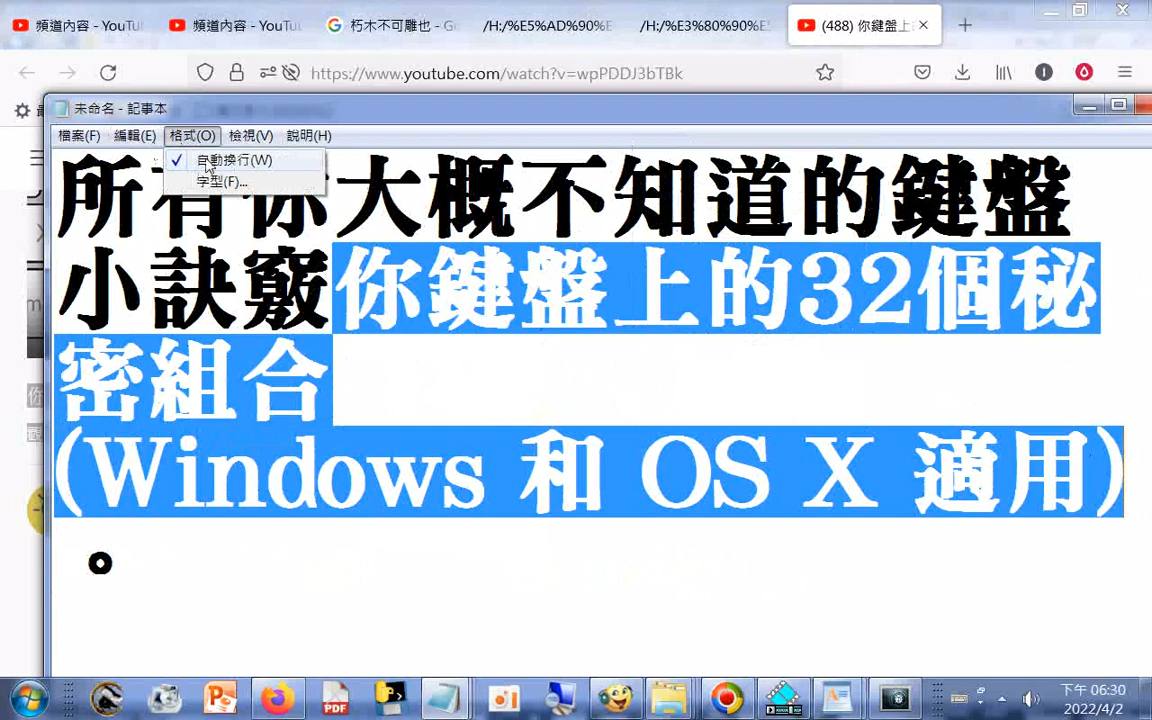 頻道內容 - YouTu
頻道內容 - YouTu
朽木不可雕也 - Go
/H:/%E5%AD%90%E
/H:/%E3%80%90%E5
(488) 你鍵盤上
https://www.youtube.com/watch?v=wpPDDJ3bTBk
未命名 - 記事本
檔案(F) 編輯(E) 格式(O) 檢視(V) 說明(H)
自動換行(W)
字型(F)...
所有你大概不知道的鍵盤
小訣竅你鍵盤上的32個秘
密組合
(Windows 和 OS X 適用)
。
PDF
下午 06:30
2022/4/2